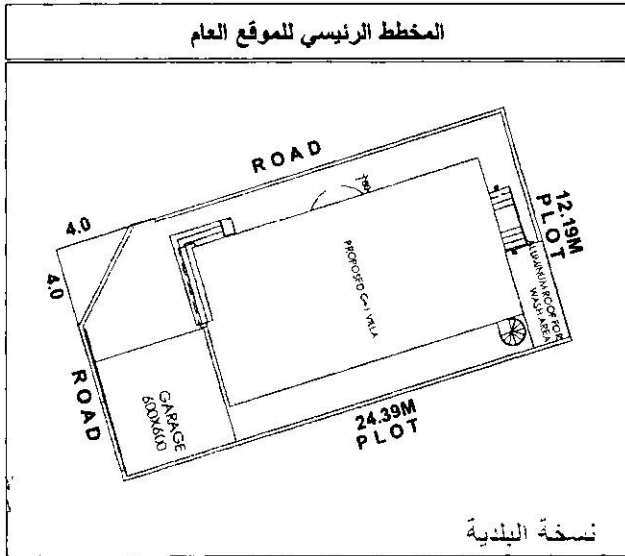 المخطط الرئيسي للموقع العام
ROAD
4.0
4.0
12.19M
PLOT
PROPOSED G+1 VILLA
ROOF FOR
WASH AREA
ROAD
GARAGE
600X600
24.39M
PLOT
نسخة البلدية